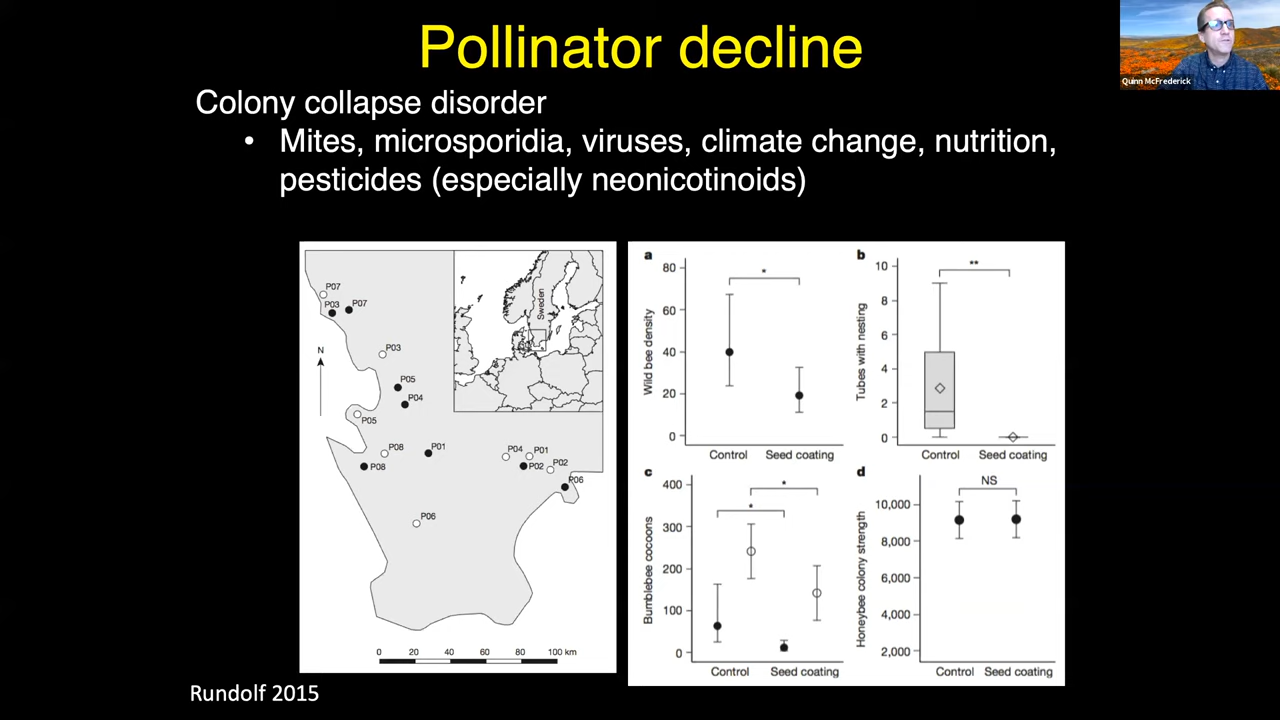 Pollinator decline
Quinn McFrederick
Colony collapse disorder
• Mites, microsporidia, viruses, climate change, nutrition,
pesticides (especially neonicotinoids)
P07
P03
P07
P03
P05
P04
P05
P08
P01
P08
P04
P01
P02
P02
P06
P06
N
Sweden
0 20 40 60 80 100 km
a
Wild bee density
80
60
40
20
0
*
Control Seed coating
b
Tubes with nesting
10
8
6
4
2
0
**
Control Seed coating
c
Bumblebee cocoons
400
300
200
100
0
*
*
Control Seed coating
d
Honeybee colony strength
10,000
8,000
6,000
4,000
2,000
NS
Control Seed coating
Rundolf 2015